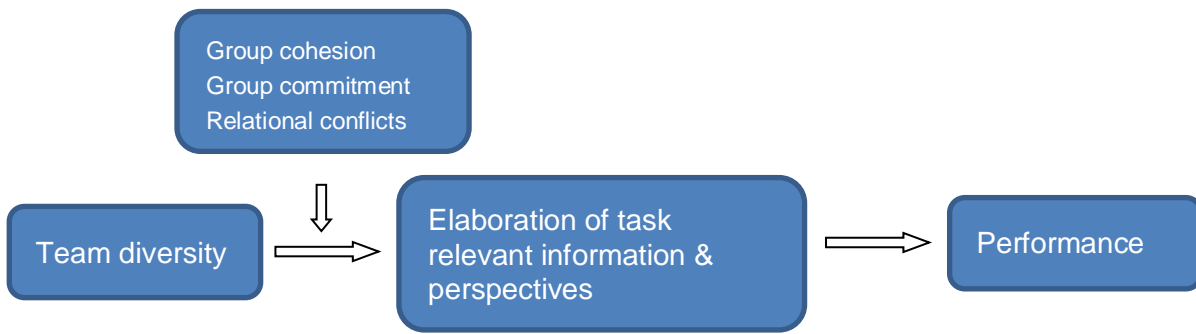 Group cohesion
Group commitment
Relational conflicts
Team diversity
Elaboration of task
relevant information &
perspectives
Performance